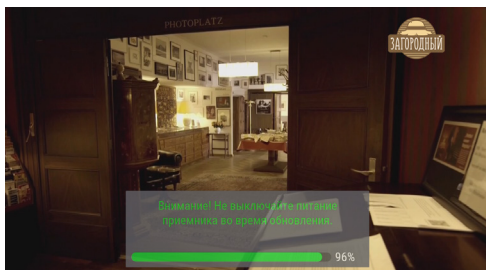 PHOTOPLATZ
ЗАГОРОДНЫЙ
Внимание! Не выключайте питание
приемника во время обновления.
96%